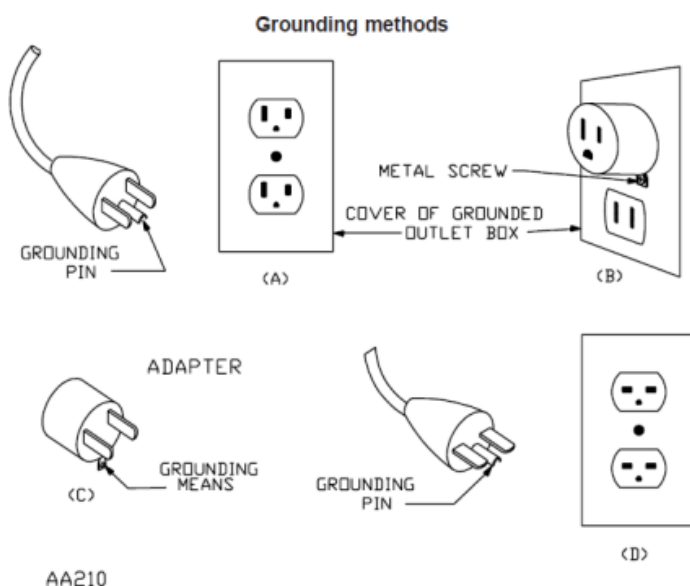 Grounding methods
METAL SCREW
COVER OF GROUNDED
OUTLET BOX
GROUNDING
PIN
(A)
(B)
ADAPTER
GROUNDING
MEANS
(C)
GROUNDING
PIN
(D)
AA210